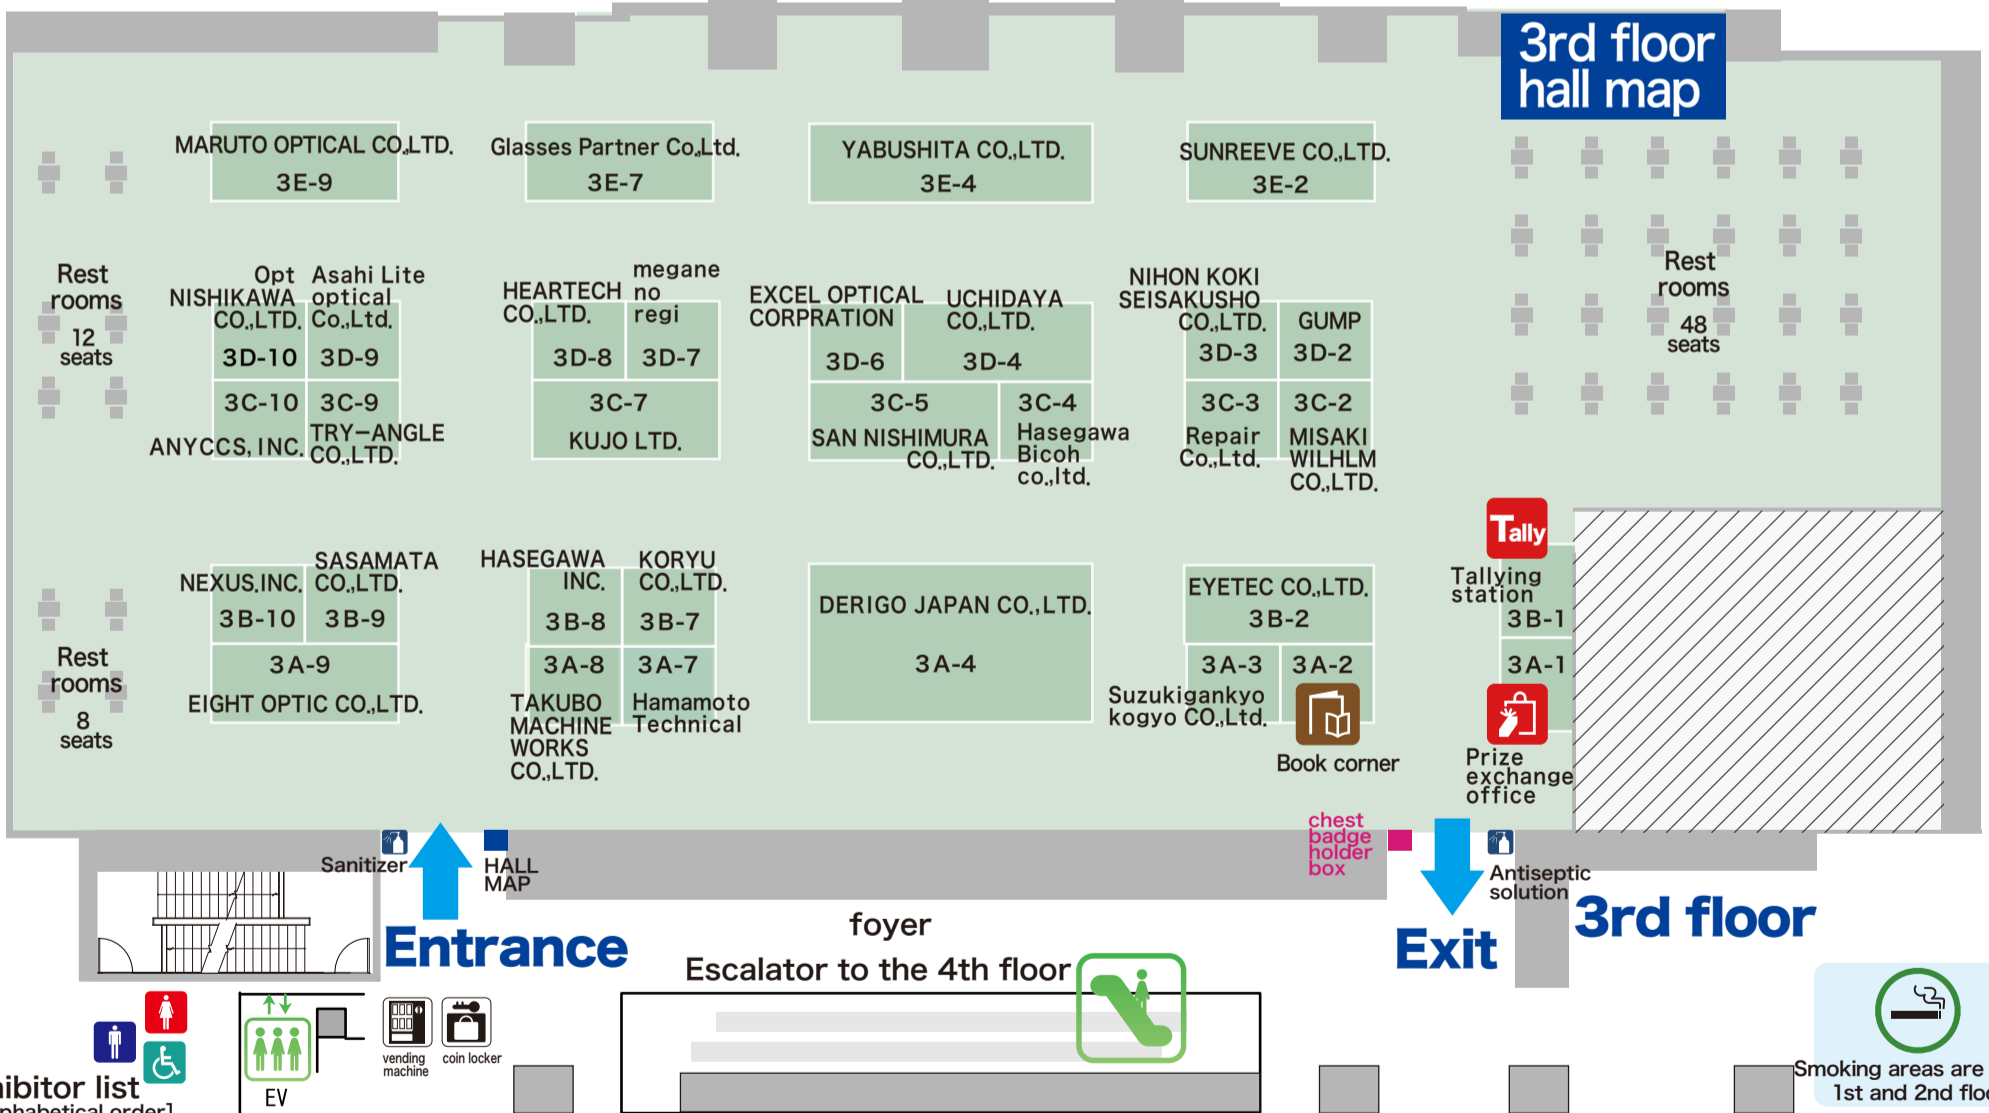 3rd floor
hall map
MARUTO OPTICAL CO.,LTD.
3E-9
Glasses Partner Co.,Ltd.
3E-7
YABUSHITA CO.,LTD.
3E-4
SUNREEVE CO.,LTD.
3E-2
Rest
rooms
12
seats
Opt
NISHIKAWA
CO.,LTD.
3D-10
Asahi Lite
optical
Co.,Ltd.
3D-9
HEARTECH
CO.,LTD.
3D-8
megane
no
regi
3D-7
EXCEL OPTICAL
CORPRATION
3D-6
UCHIDAYA
CO.,LTD.
3D-4
NIHON KOKI
SEISAKUSHO
CO.,LTD.
3D-3
GUMP
3D-2
Rest
rooms
48
seats
3C-10
ANYCCS, INC.
3C-9
TRY-ANGLE
CO.,LTD.
3C-7
KUJO LTD.
3C-5
SAN NISHIMURA
CO.,LTD.
3C-4
Hasegawa
Bicoh
co.,ltd.
3C-3
Repair
Co.,Ltd.
3C-2
MISAKI
WILHLM
CO.,LTD.
NEXUS,INC.
3B-10
SASAMATA
CO.,LTD.
3B-9
HASEGAWA
INC.
3B-8
KORYU
CO.,LTD.
3B-7
DERIGO JAPAN CO.,LTD.
3A-4
EYETEC CO.,LTD.
3B-2
Tally
Tallying
station
3B-1
Rest
rooms
8
seats
3A-9
EIGHT OPTIC CO.,LTD.
3A-8
TAKUBO
MACHINE
WORKS
CO.,LTD.
3A-7
Hamamoto
Technical
3A-3
Suzukigankyo
kogyo CO.,Ltd.
3A-2
Book corner
3A-1
Prize
exchange
office
Sanitizer
HALL
MAP
chest
badge
holder
box
Antiseptic
solution
Entrance
foyer
Escalator to the 4th floor
Exit
3rd floor
vending
machine
coin locker
EV
hibitor list
phabetical order]
Smoking areas are
1st and 2nd floo